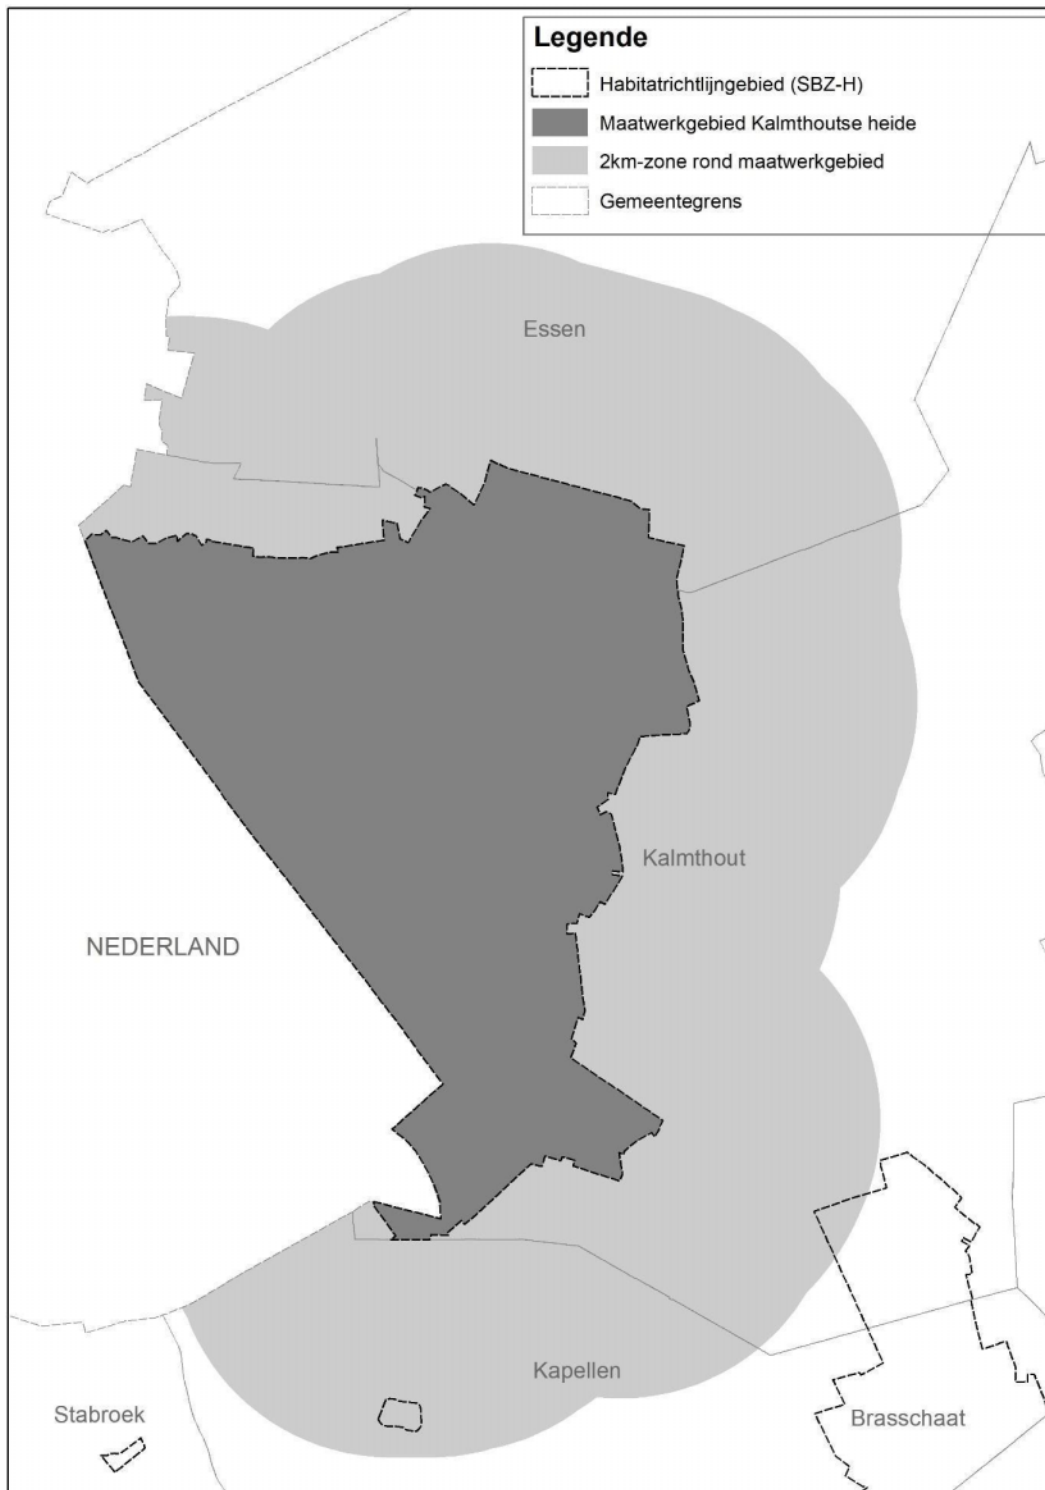 Legende
Habitatrichtlijngebied (SBZ-H)
Maatwerkgebied Kalmthoutse heide
2km-zone rond maatwerkgebied
Gemeentegrens
Essen
Kalmthout
NEDERLAND
Kapellen
Stabroek
Brasschaat